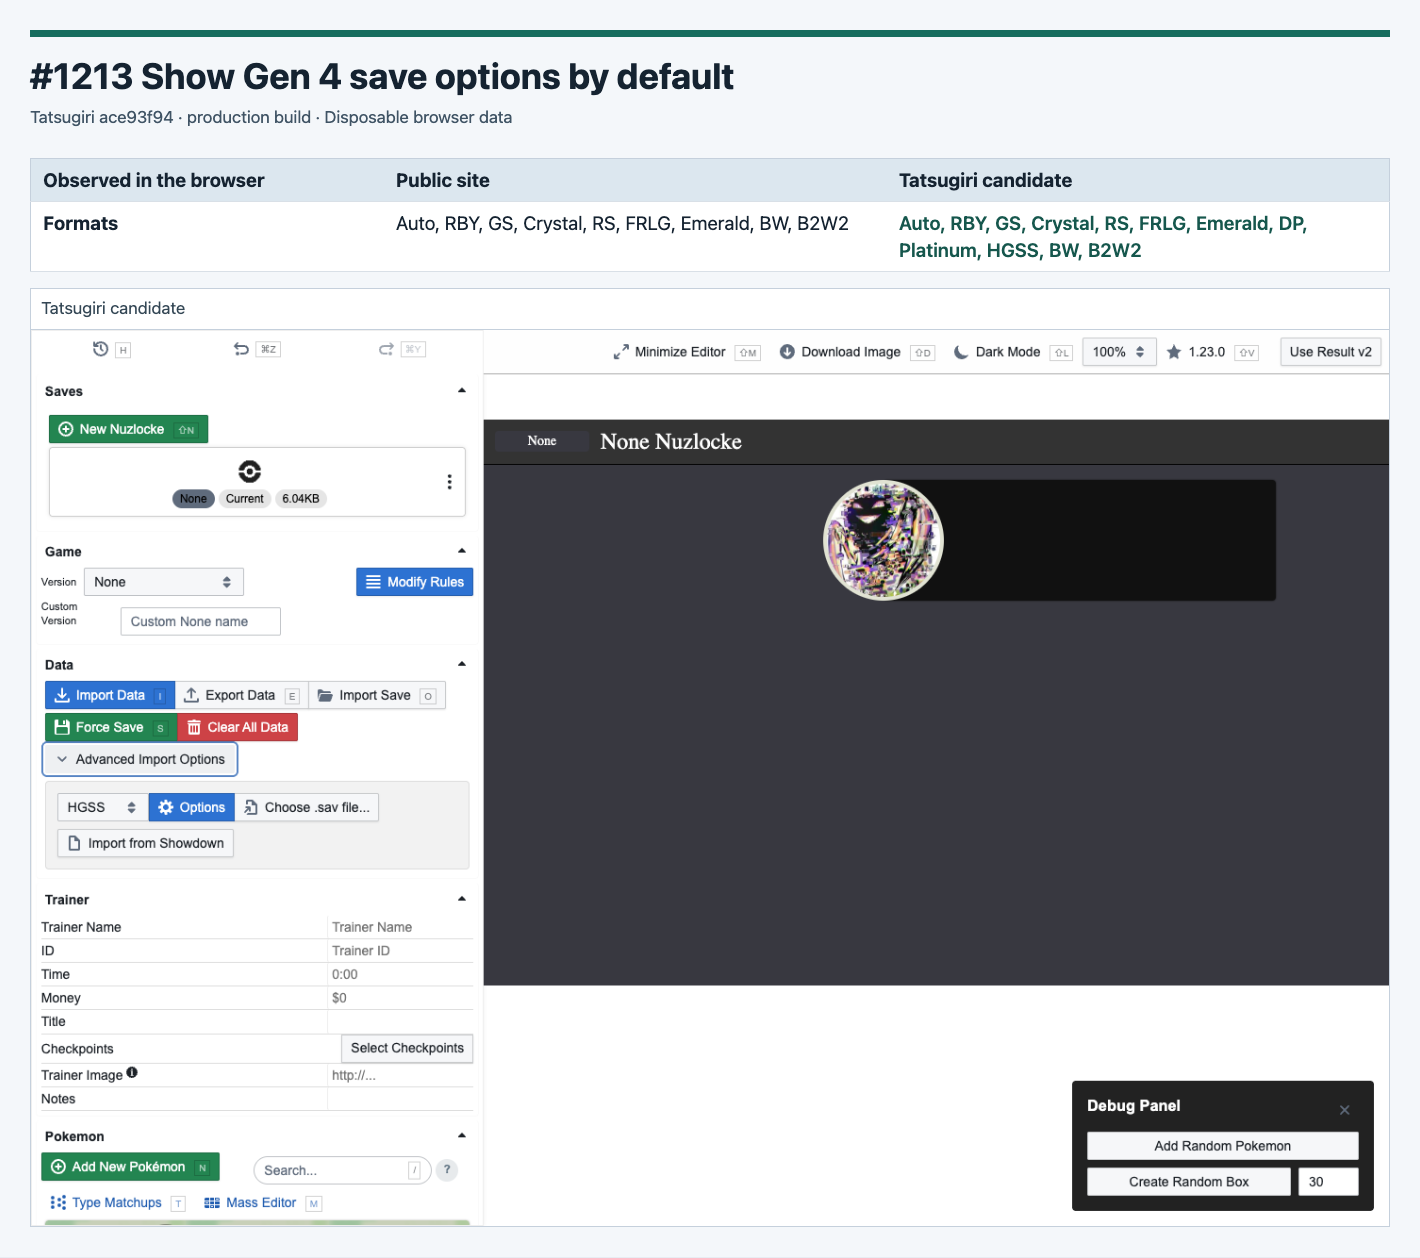 #1213 Show Gen 4 save options by default
Tatsugiri ace93f94 · production build · Disposable browser data
Observed in the browser Public site Tatsugiri candidate
Formats Auto, RBY, GS, Crystal, RS, FRLG, Emerald, BW, B2W2 Auto, RBY, GS, Crystal, RS, FRLG, Emerald, DP,
Platinum, HGSS, BW, B2W2
Tatsugiri candidate
H ⌘Z ⌘Y
Minimize Editor ⇧M Download Image ⇧D Dark Mode ⇧L 100% 1.23.0 ⇧V Use Result v2
Saves
New Nuzlocke ⇧N
None Current 6.04KB
None None Nuzlocke
Game
Version None Modify Rules
Custom
Version Custom None name
Data
Import Data I Export Data E Import Save O
Force Save S Clear All Data
Advanced Import Options
HGSS Options Choose .sav file...
Import from Showdown
Trainer
Trainer Name Trainer Name
ID Trainer ID
Time 0:00
Money $0
Title
Checkpoints Select Checkpoints
Trainer Image http://...
Notes
Pokemon
Add New Pokémon N Search... / ?
Type Matchups T Mass Editor M
Debug Panel
Add Random Pokemon
Create Random Box 30